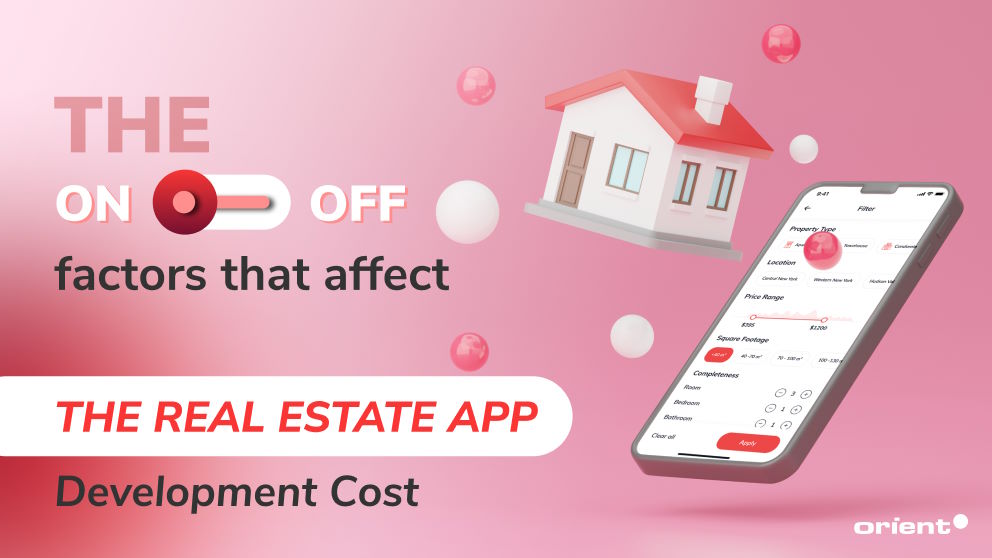 THE
ON OFF
factors that affect
THE REAL ESTATE APP
Development Cost
9:41
Filter
Property Type
Townhouse
Location
Central New York Western New York
Price Range
$395 $1200
Square Footage
40-70 m² 70-100 m²
Completeness
Room 3
Bedroom 1
Bathroom 1
Clear all Apply
orient